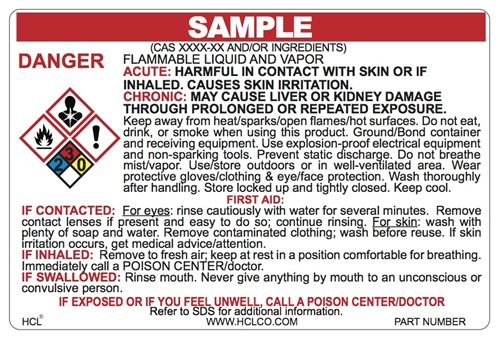 SAMPLE
(CAS XXXX-XX AND/OR INGREDIENTS)
DANGER
FLAMMABLE LIQUID AND VAPOR
ACUTE: HARMFUL IN CONTACT WITH SKIN OR IF
INHALED. CAUSES SKIN IRRITATION.
CHRONIC: MAY CAUSE LIVER OR KIDNEY DAMAGE
THROUGH PROLONGED OR REPEATED EXPOSURE.
Keep away from heat/sparks/open flames/hot surfaces. Do not eat,
drink, or smoke when using this product. Ground/Bond container
and receiving equipment. Use explosion-proof electrical equipment
and non-sparking tools. Prevent static discharge. Do not breathe
mist/vapor. Use/store outdoors or in well-ventilated area. Wear
protective gloves/clothing & eye/face protection. Wash thoroughly
after handling. Store locked up and tightly closed. Keep cool.
2 3 0
FIRST AID:
IF CONTACTED: For eyes: rinse cautiously with water for several minutes. Remove
contact lenses if present and easy to do so; continue rinsing. For skin: wash with
plenty of soap and water. Remove contaminated clothing; wash before reuse. If skin
irritation occurs, get medical advice/attention.
IF INHALED: Remove to fresh air; keep at rest in a position comfortable for breathing.
Immediately call a POISON CENTER/doctor.
IF SWALLOWED: Rinse mouth. Never give anything by mouth to an unconscious or
convulsive person.
IF EXPOSED OR IF YOU FEEL UNWELL, CALL A POISON CENTER/DOCTOR
Refer to SDS for additional information.
HCL® WWW.HCLCO.COM PART NUMBER